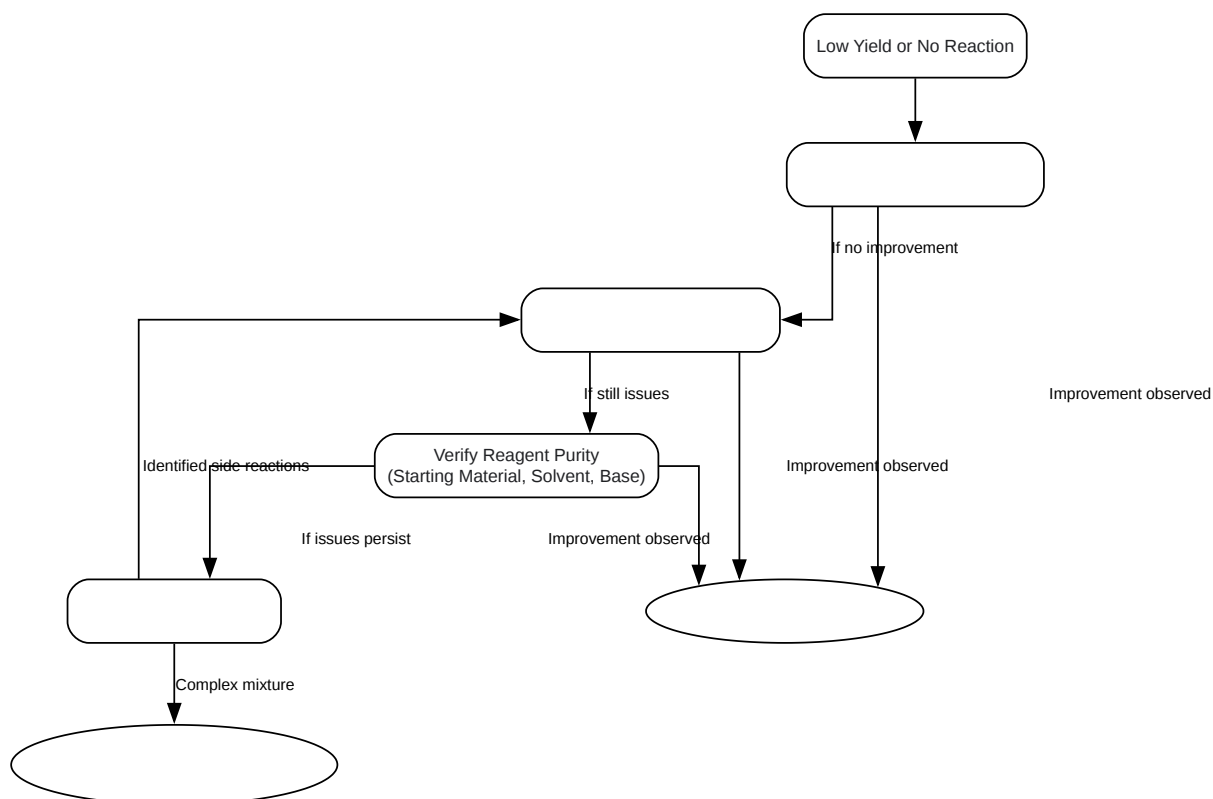 Low Yield or No Reaction
If no improvement
If still issues
Improvement observed
Verify Reagent Purity
(Starting Material, Solvent, Base)
Identified side reactions
Improvement observed
If issues persist
Improvement observed
Complex mixture